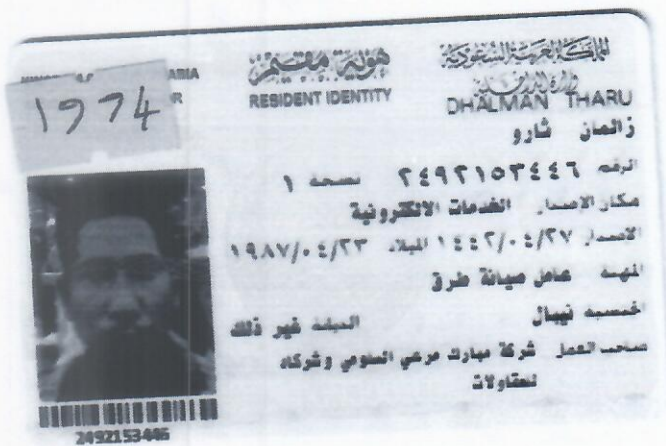 المملكة العربية السعودية
وزارة الداخلية
هوية مقيم
RESIDENT IDENTITY
ABIA
R
1974
DHALMAN THARU
زالمان ثارو
الرقم ٢٤٩٢١٥٣٤٤٦ نسخة ١
مكان الإصدار الخدمات الالكترونية
الاصدار ١٤٤٢/٠٤/٢٧ الميلاد ١٩٨٧/٠٤/٢٣
المهنة عامل صيانة طرق
الجنسية نيبال الديانة غير ذلك
صاحب العمل شركة مبارك مرعي السلومي وشركاه
للمقاولات
2492153446